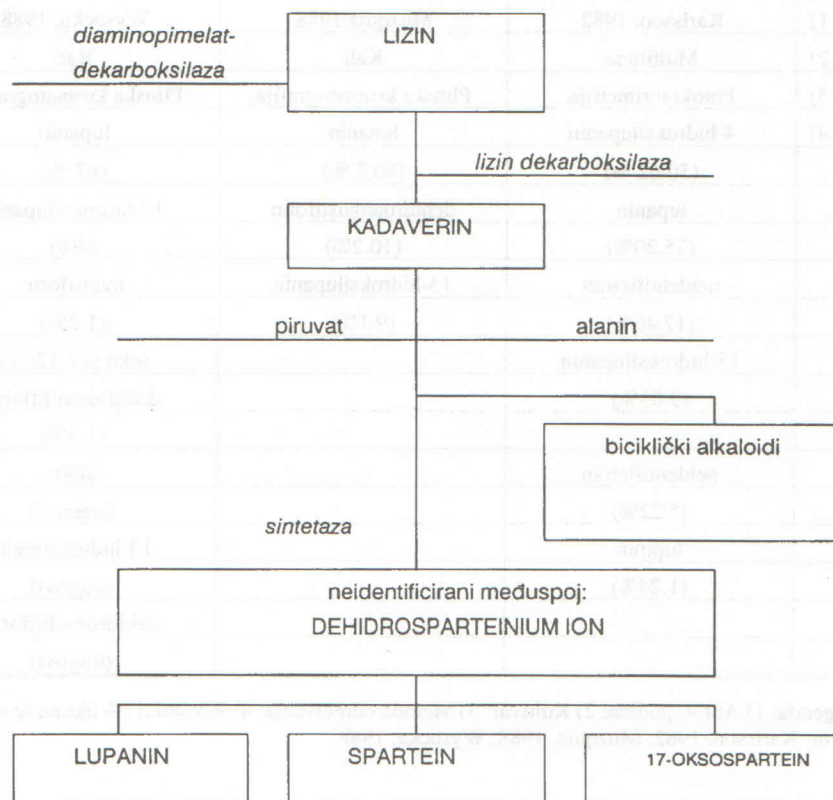 diaminopimelat-
dekarboksilaza
LIZIN
lizin dekarboksilaza
KADAVERIN
piruvat
alanin
biciklički alkaloidi
sintetaza
neidentificirani međuspoj:
DEHIDROSPARTEINIUM ION
LUPANIN
SPARTEIN
17-OKSOSPARTEIN